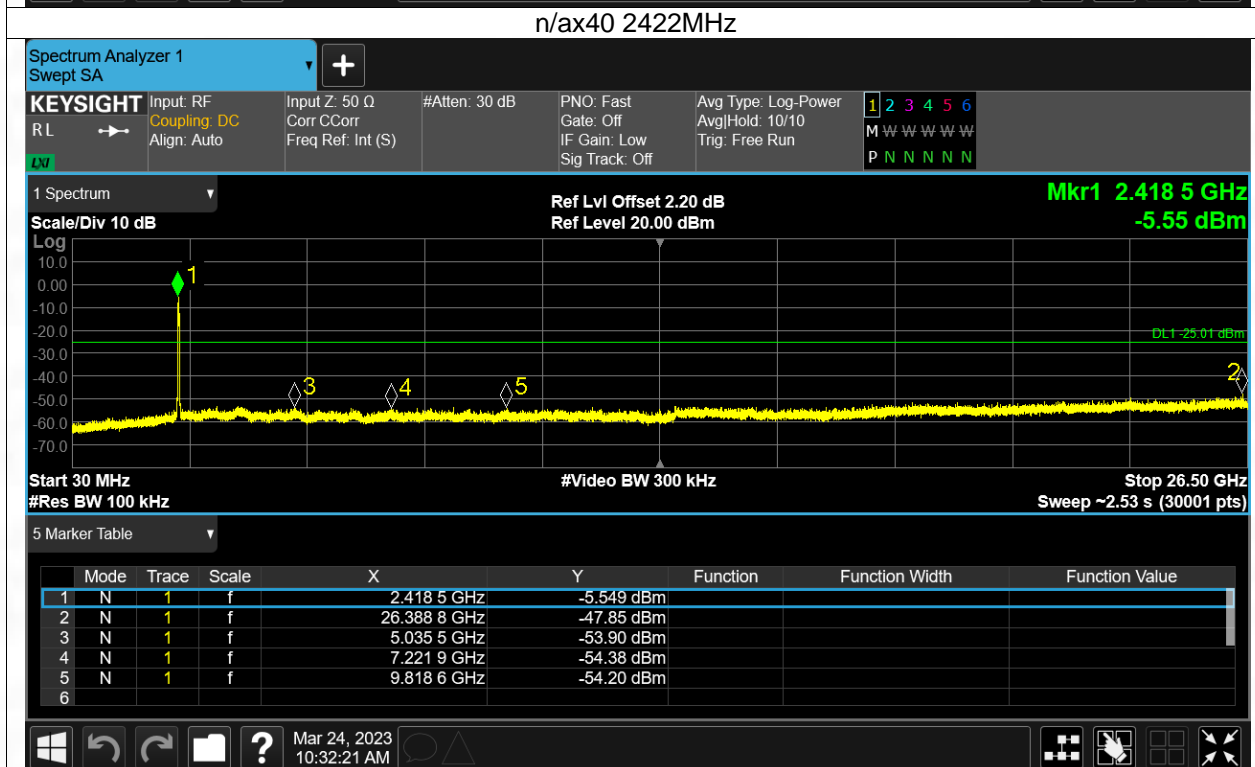 n/ax40 2422MHz
Spectrum Analyzer 1
Swept SA
KEYSIGHT
RL
LXI
Input: RF
Coupling: DC
Align: Auto
Input Z: 50 Ω
Corr CCorr
Freq Ref: Int (S)
#Atten: 30 dB
PNO: Fast
Gate: Off
IF Gain: Low
Sig Track: Off
Avg Type: Log-Power
Avg|Hold: 10/10
Trig: Free Run
1 2 3 4 5 6
M W W W W W
P N N N N N
1 Spectrum
Scale/Div 10 dB
Ref Lvl Offset 2.20 dB
Ref Level 20.00 dBm
Mkr1 2.418 5 GHz
-5.55 dBm
Log
10.0
0.00
-10.0
-20.0
-30.0
-40.0
-50.0
-60.0
-70.0
1
DL1 -25.01 dBm
3
4
5
2
Start 30 MHz
#Video BW 300 kHz
Stop 26.50 GHz
#Res BW 100 kHz
Sweep ~2.53 s (30001 pts)
5 Marker Table
Mode Trace Scale X Y Function Function Width Function Value
1 N 1 f 2.418 5 GHz -5.549 dBm
2 N 1 f 26.388 8 GHz -47.85 dBm
3 N 1 f 5.035 5 GHz -53.90 dBm
4 N 1 f 7.221 9 GHz -54.38 dBm
5 N 1 f 9.818 6 GHz -54.20 dBm
6
?
Mar 24, 2023
10:32:21 AM